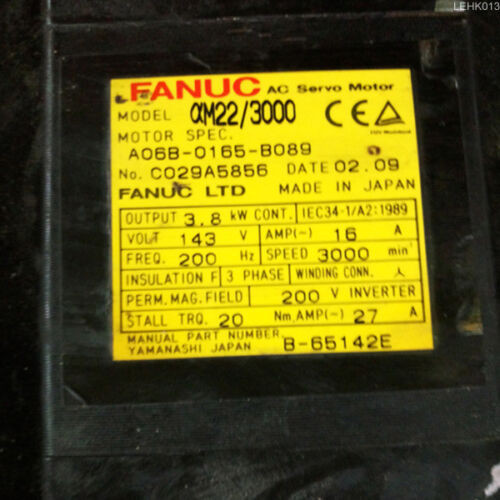 LEHK013
FANUC AC Servo Motor
MODEL αM22/3000
MOTOR SPEC.
A06B-0165-B089
No. C029A5856 DATE 02.09
FANUC LTD MADE IN JAPAN
OUTPUT 3.8 kW CONT. IEC34-1/A2:1989
VOLT 143 V AMP(~) 16 A
FREQ. 200 Hz SPEED 3000 min⁻¹
INSULATION F 3 PHASE WINDING CONN. 人
PERM. MAG. FIELD 200 V INVERTER
STALL TRQ. 20 Nm, AMP(~) 27 A
MANUAL PART NUMBER
YAMANASHI JAPAN B-65142E